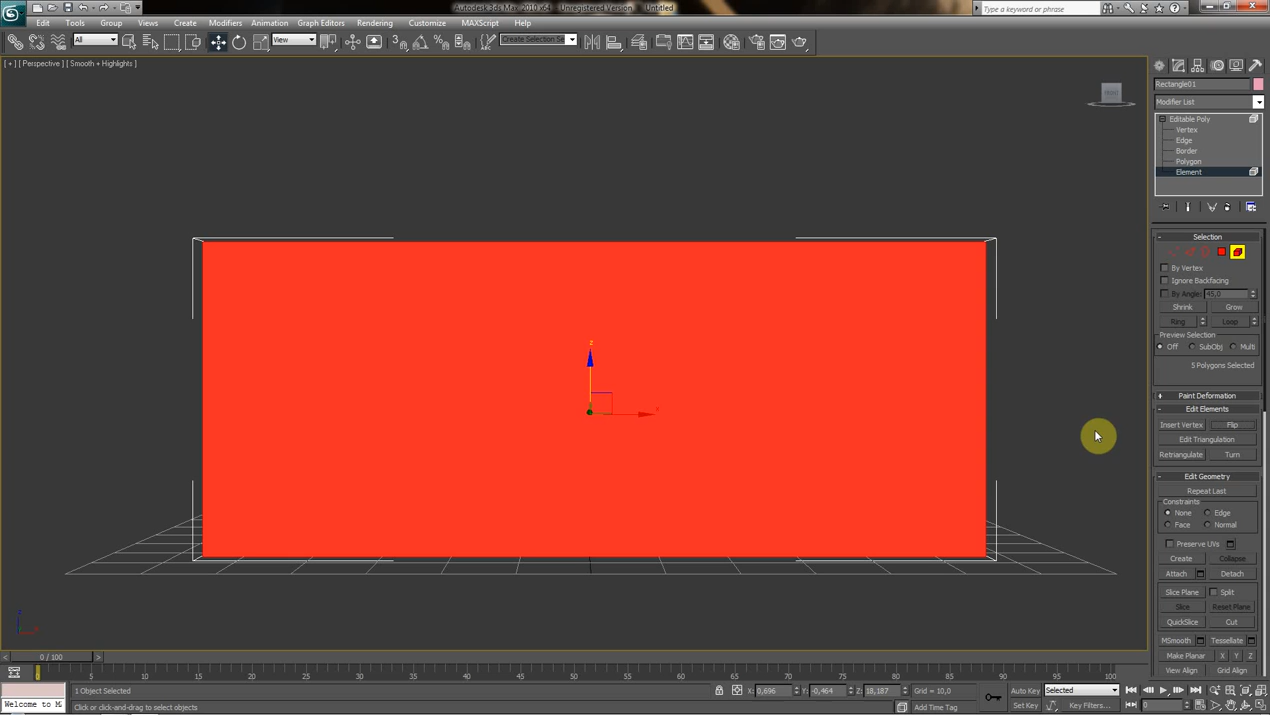 Autodesk 3ds Max 2010 x64   - Unregistered Version   - Untitled
Type a keyword or phrase
Edit Tools Group Views Create Modifiers Animation Graph Editors Rendering Customize MAXScript Help
All View Create Selection Se
[ + ] [ Perspective ] [ Smooth + Highlights ]
FRONT
Rectangle01
Modifier List
Editable Poly
Vertex
Edge
Border
Polygon
Element
Selection
By Vertex
Ignore Backfacing
By Angle: 45,0
Shrink Grow
Ring Loop
Preview Selection
Off SubObj Multi
5 Polygons Selected
Paint Deformation
Edit Elements
Insert Vertex Flip
Edit Triangulation
Retriangulate Turn
Edit Geometry
Repeat Last
Constraints
None Edge
Face Normal
Preserve UVs
Create Collapse
Attach Detach
Slice Plane Split
Slice Reset Plane
QuickSlice Cut
MSmooth Tessellate
Make Planar X Y Z
View Align Grid Align
z
0 / 100
0 5 10 15 20 25 30 35 40 45 50 55 60 65 70 75 80 85 90 95 100
1 Object Selected X: 0,696 Y: -0,464 Z: 18,187 Grid = 10,0 Auto Key Selected
Welcome to M Click or click-and-drag to select objects Add Time Tag Set Key Key Filters... 0